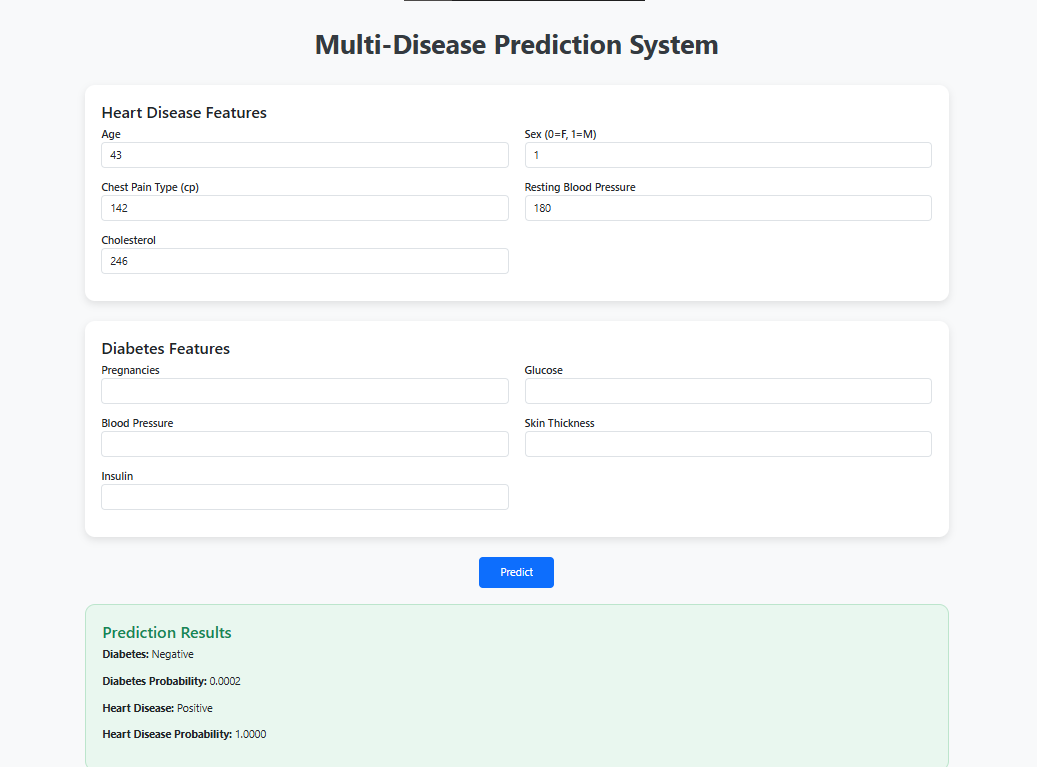 Multi-Disease Prediction System
Heart Disease Features
Age
Sex (0=F, 1=M)
43
1
Chest Pain Type (cp)
Resting Blood Pressure
142
180
Cholesterol
246
Diabetes Features
Pregnancies
Glucose
Blood Pressure
Skin Thickness
Insulin
Predict
Prediction Results
Diabetes: Negative
Diabetes Probability: 0.0002
Heart Disease: Positive
Heart Disease Probability: 1.0000